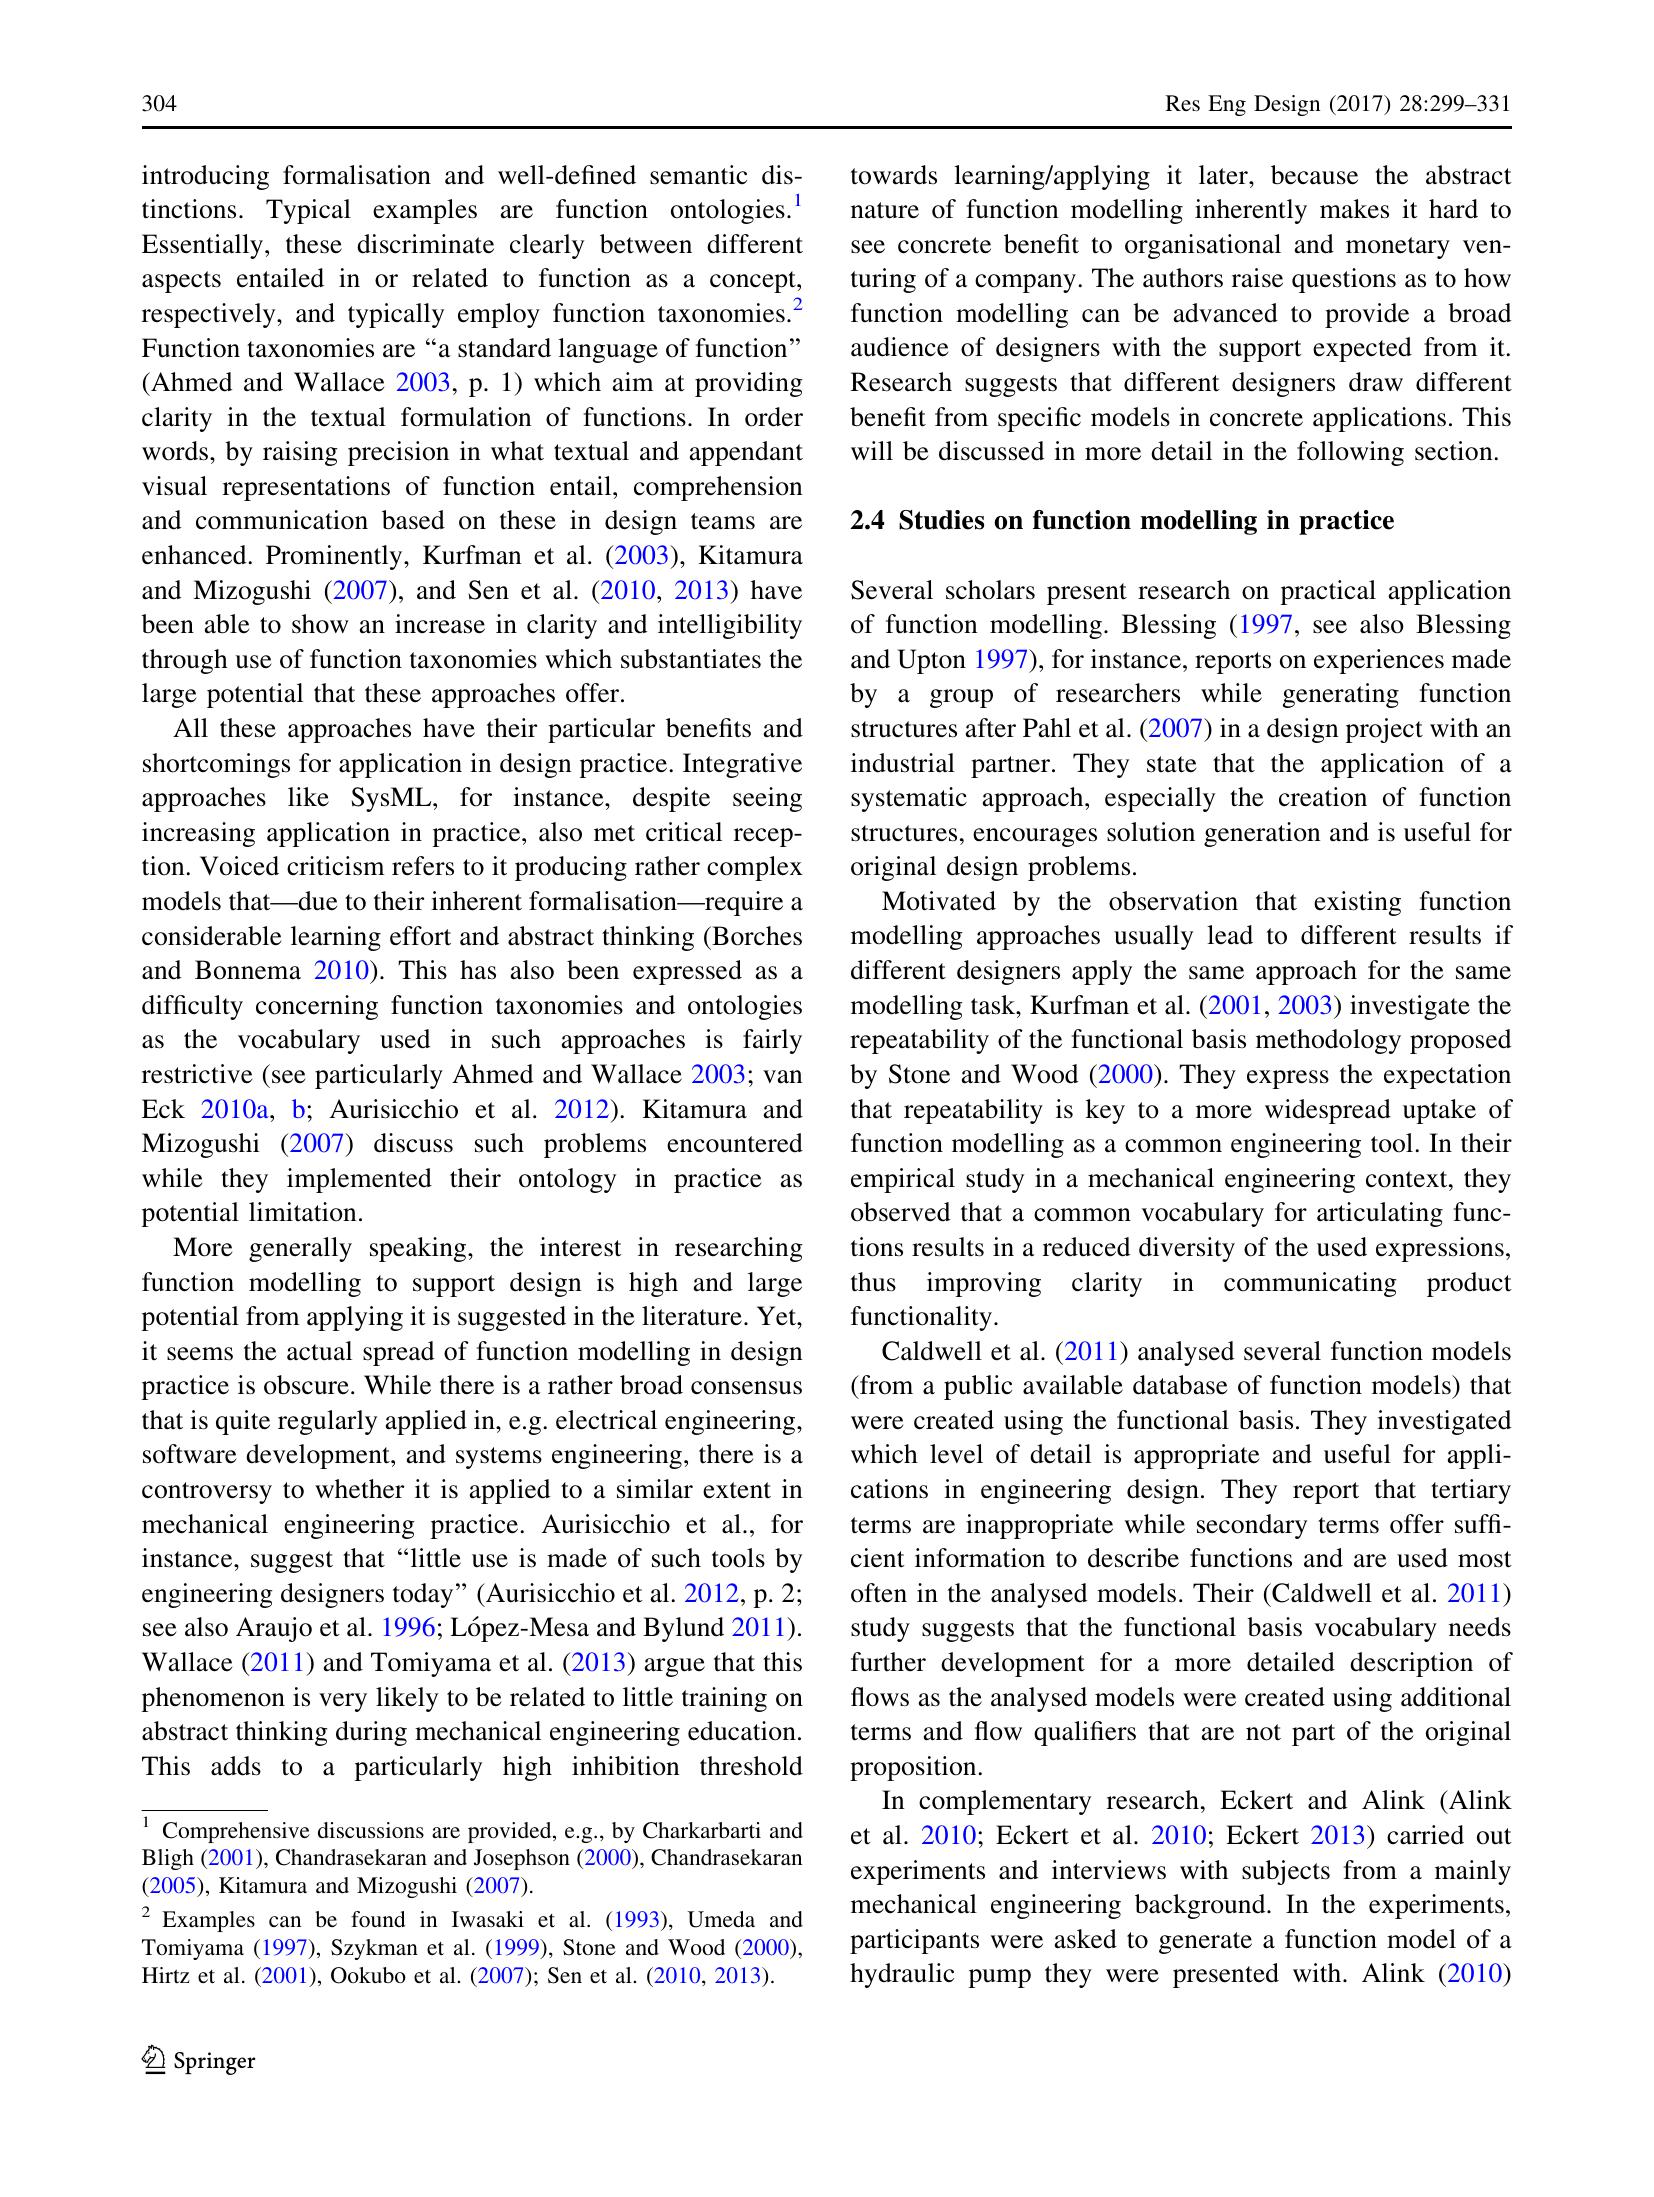 304
Res Eng Design (2017) 28:299–331
introducing formalisation and well-defined semantic dis-
tinctions. Typical examples are function ontologies.1
Essentially, these discriminate clearly between different
aspects entailed in or related to function as a concept,
respectively, and typically employ function taxonomies.2
Function taxonomies are “a standard language of function”
(Ahmed and Wallace 2003, p. 1) which aim at providing
clarity in the textual formulation of functions. In order
words, by raising precision in what textual and appendant
visual representations of function entail, comprehension
and communication based on these in design teams are
enhanced. Prominently, Kurfman et al. (2003), Kitamura
and Mizogushi (2007), and Sen et al. (2010, 2013) have
been able to show an increase in clarity and intelligibility
through use of function taxonomies which substantiates the
large potential that these approaches offer.
All these approaches have their particular benefits and
shortcomings for application in design practice. Integrative
approaches like SysML, for instance, despite seeing
increasing application in practice, also met critical recep-
tion. Voiced criticism refers to it producing rather complex
models that—due to their inherent formalisation—require a
considerable learning effort and abstract thinking (Borches
and Bonnema 2010). This has also been expressed as a
difficulty concerning function taxonomies and ontologies
as the vocabulary used in such approaches is fairly
restrictive (see particularly Ahmed and Wallace 2003; van
Eck 2010a, b; Aurisicchio et al. 2012). Kitamura and
Mizogushi (2007) discuss such problems encountered
while they implemented their ontology in practice as
potential limitation.
More generally speaking, the interest in researching
function modelling to support design is high and large
potential from applying it is suggested in the literature. Yet,
it seems the actual spread of function modelling in design
practice is obscure. While there is a rather broad consensus
that is quite regularly applied in, e.g. electrical engineering,
software development, and systems engineering, there is a
controversy to whether it is applied to a similar extent in
mechanical engineering practice. Aurisicchio et al., for
instance, suggest that “little use is made of such tools by
engineering designers today” (Aurisicchio et al. 2012, p. 2;
see also Araujo et al. 1996; López-Mesa and Bylund 2011).
Wallace (2011) and Tomiyama et al. (2013) argue that this
phenomenon is very likely to be related to little training on
abstract thinking during mechanical engineering education.
This adds to a particularly high inhibition threshold
1 Comprehensive discussions are provided, e.g., by Charkarbarti and
Bligh (2001), Chandrasekaran and Josephson (2000), Chandrasekaran
(2005), Kitamura and Mizogushi (2007).
2 Examples can be found in Iwasaki et al. (1993), Umeda and
Tomiyama (1997), Szykman et al. (1999), Stone and Wood (2000),
Hirtz et al. (2001), Ookubo et al. (2007); Sen et al. (2010, 2013).
towards learning/applying it later, because the abstract
nature of function modelling inherently makes it hard to
see concrete benefit to organisational and monetary ven-
turing of a company. The authors raise questions as to how
function modelling can be advanced to provide a broad
audience of designers with the support expected from it.
Research suggests that different designers draw different
benefit from specific models in concrete applications. This
will be discussed in more detail in the following section.
2.4 Studies on function modelling in practice
Several scholars present research on practical application
of function modelling. Blessing (1997, see also Blessing
and Upton 1997), for instance, reports on experiences made
by a group of researchers while generating function
structures after Pahl et al. (2007) in a design project with an
industrial partner. They state that the application of a
systematic approach, especially the creation of function
structures, encourages solution generation and is useful for
original design problems.
Motivated by the observation that existing function
modelling approaches usually lead to different results if
different designers apply the same approach for the same
modelling task, Kurfman et al. (2001, 2003) investigate the
repeatability of the functional basis methodology proposed
by Stone and Wood (2000). They express the expectation
that repeatability is key to a more widespread uptake of
function modelling as a common engineering tool. In their
empirical study in a mechanical engineering context, they
observed that a common vocabulary for articulating func-
tions results in a reduced diversity of the used expressions,
thus improving clarity in communicating product
functionality.
Caldwell et al. (2011) analysed several function models
(from a public available database of function models) that
were created using the functional basis. They investigated
which level of detail is appropriate and useful for appli-
cations in engineering design. They report that tertiary
terms are inappropriate while secondary terms offer suffi-
cient information to describe functions and are used most
often in the analysed models. Their (Caldwell et al. 2011)
study suggests that the functional basis vocabulary needs
further development for a more detailed description of
flows as the analysed models were created using additional
terms and flow qualifiers that are not part of the original
proposition.
In complementary research, Eckert and Alink (Alink
et al. 2010; Eckert et al. 2010; Eckert 2013) carried out
experiments and interviews with subjects from a mainly
mechanical engineering background. In the experiments,
participants were asked to generate a function model of a
hydraulic pump they were presented with. Alink (2010)
Springer